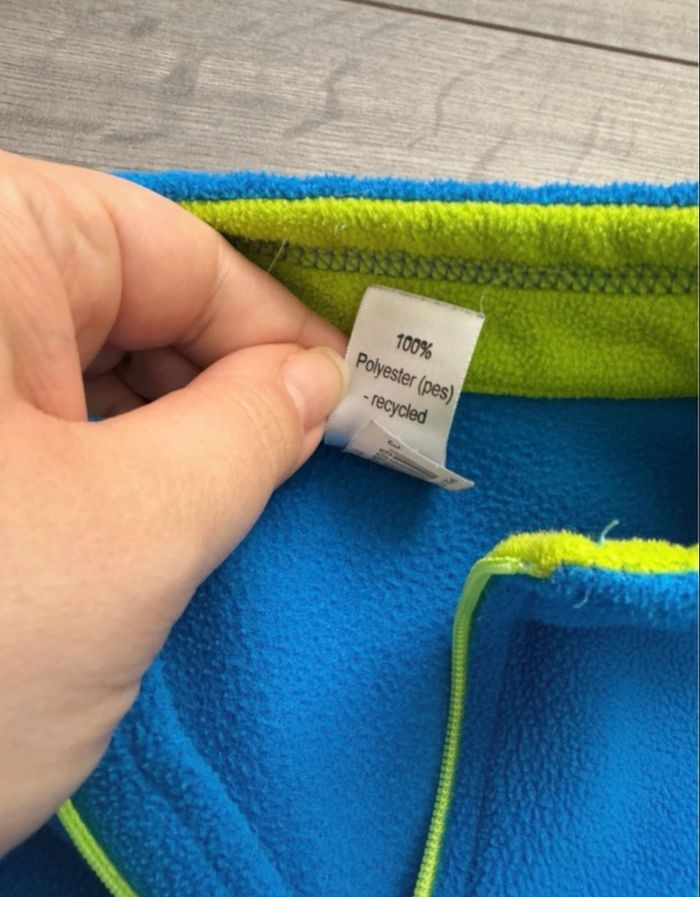 100%
Polyester (pes)
- recycled